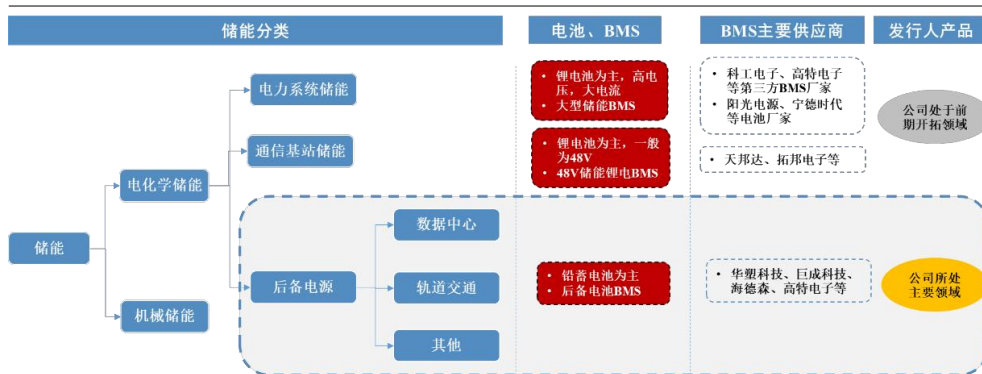 储能分类
电池、BMS
BMS主要供应商
发行人产品
电力系统储能
• 锂电池为主，高电
压，大电流
• 大型储能BMS
• 科工电子、高特电子
等第三方BMS厂家
• 阳光电源、宁德时代
等电池厂家
公司处于前
期开拓领域
通信基站储能
• 锂电池为主，一般
为48V
• 48V储能锂电BMS
• 天邦达、拓邦电子等
电化学储能
储能
机械储能
后备电源
数据中心
轨道交通
其他
• 铅蓄电池为主
• 后备电池BMS
• 华塑科技、巨成科技、
海德森、高特电子等
公司所处
主要领域